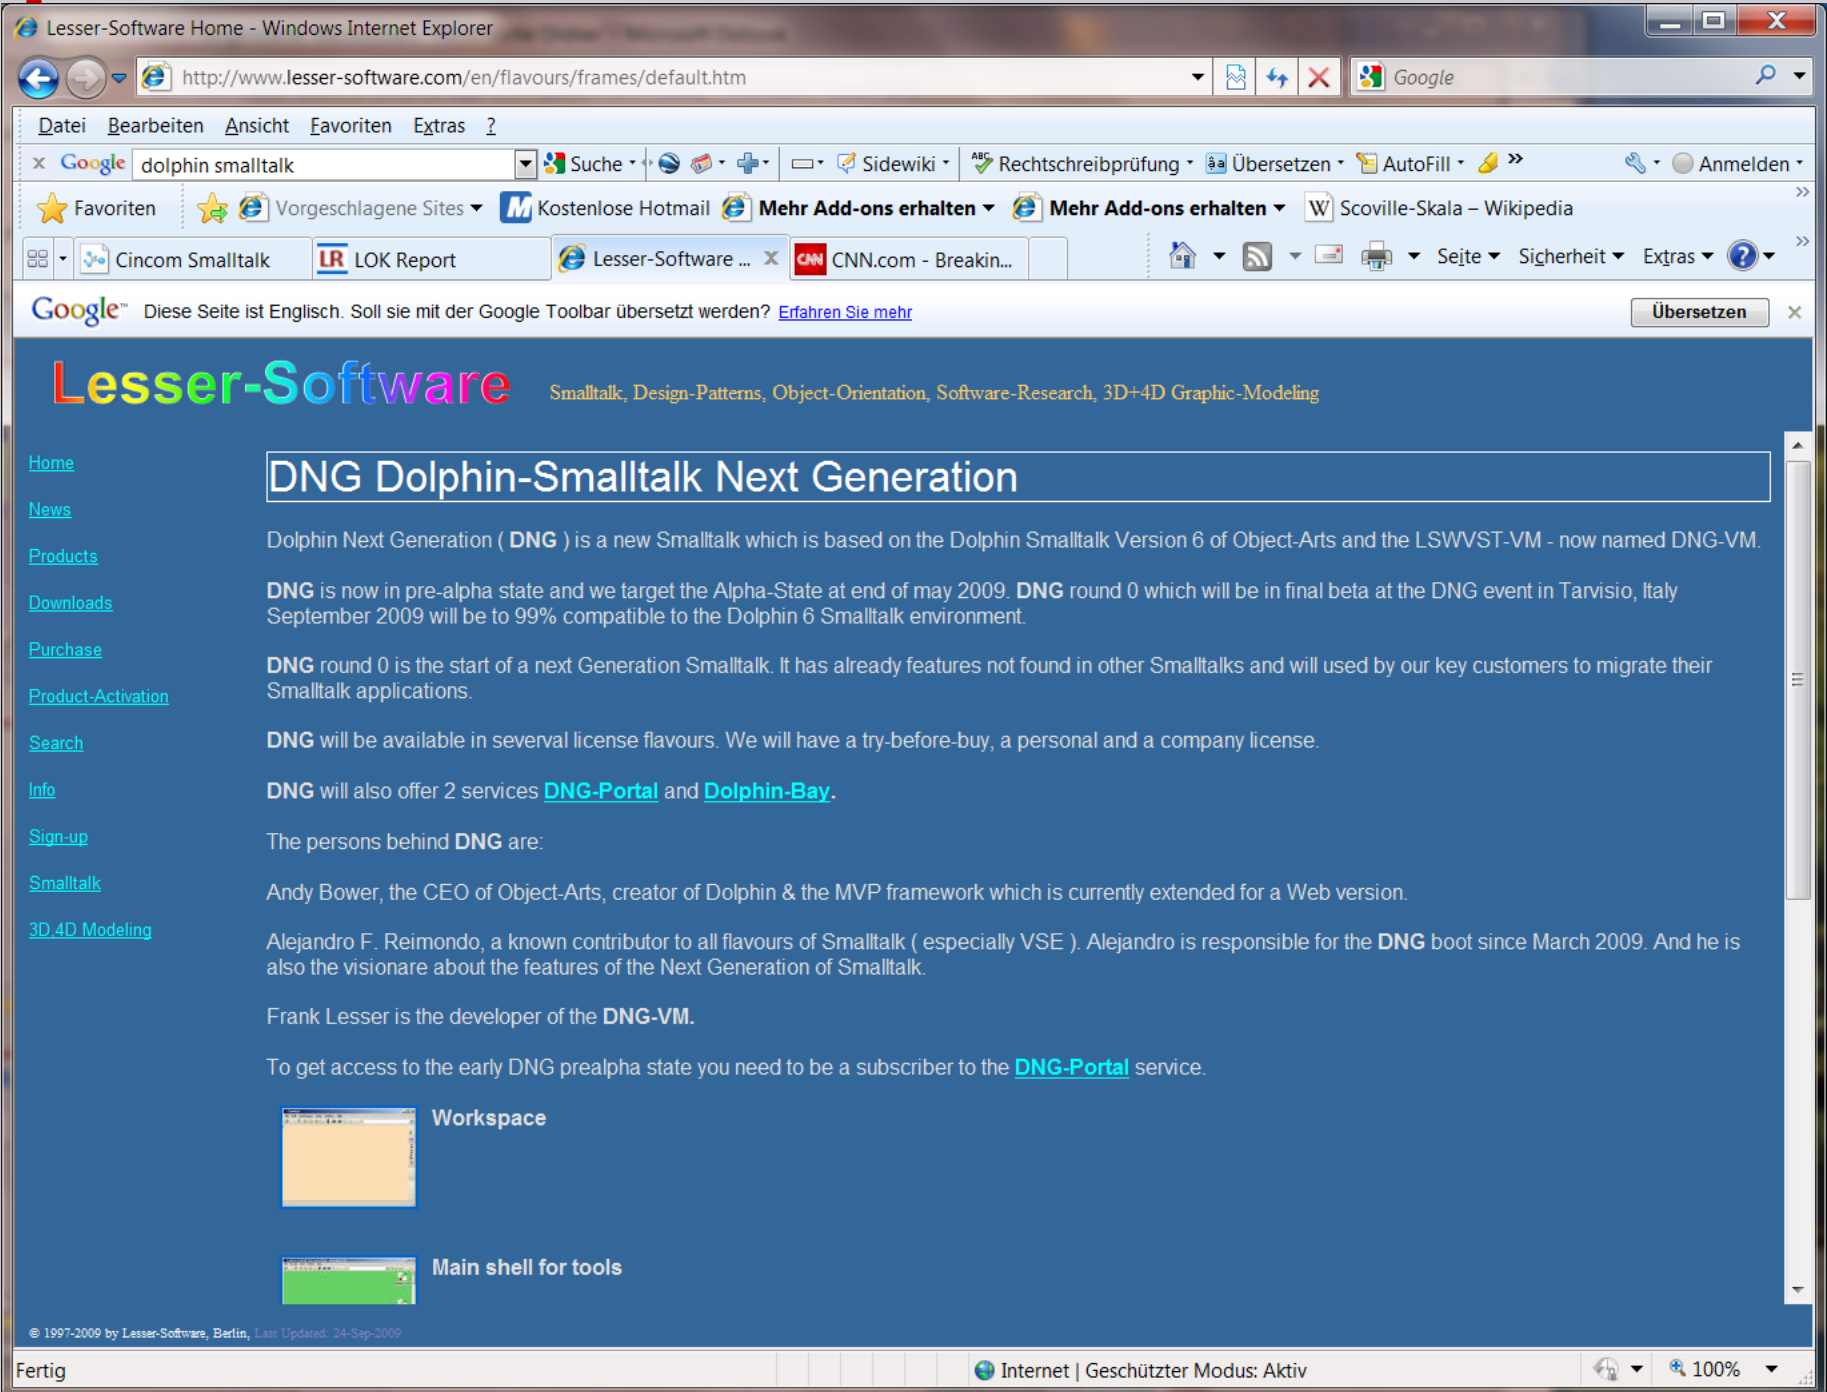 Lesser-Software Home - Windows Internet Explorer
http://www.lesser-software.com/en/flavours/frames/default.htm
Google
Datei Bearbeiten Ansicht Favoriten Extras ?
x Google dolphin smalltalk Suche Sidewiki Rechtschreibprüfung Übersetzen AutoFill » Anmelden
Favoriten Vorgeschlagene Sites Kostenlose Hotmail Mehr Add-ons erhalten Mehr Add-ons erhalten Scoville-Skala – Wikipedia »
Cincom Smalltalk LR LOK Report Lesser-Software ... X CNN CNN.com - Breakin... Seite Sicherheit Extras »
Google™ Diese Seite ist Englisch. Soll sie mit der Google Toolbar übersetzt werden? Erfahren Sie mehr Übersetzen
Lesser-Software Smalltalk, Design-Patterns, Object-Orientation, Software-Research, 3D+4D Graphic-Modeling
Home
News
Products
Downloads
Purchase
Product-Activation
Search
Info
Sign-up
Smalltalk
3D,4D Modeling
DNG Dolphin-Smalltalk Next Generation
Dolphin Next Generation ( DNG ) is a new Smalltalk which is based on the Dolphin Smalltalk Version 6 of Object-Arts and the LSWVST-VM - now named DNG-VM.
DNG is now in pre-alpha state and we target the Alpha-State at end of may 2009. DNG round 0 which will be in final beta at the DNG event in Tarvisio, Italy
September 2009 will be to 99% compatible to the Dolphin 6 Smalltalk environment.
DNG round 0 is the start of a next Generation Smalltalk. It has already features not found in other Smalltalks and will used by our key customers to migrate their
Smalltalk applications.
DNG will be available in severval license flavours. We will have a try-before-buy, a personal and a company license.
DNG will also offer 2 services DNG-Portal and Dolphin-Bay.
The persons behind DNG are:
Andy Bower, the CEO of Object-Arts, creator of Dolphin & the MVP framework which is currently extended for a Web version.
Alejandro F. Reimondo, a known contributor to all flavours of Smalltalk ( especially VSE ). Alejandro is responsible for the DNG boot since March 2009. And he is
also the visionare about the features of the Next Generation of Smalltalk.
Frank Lesser is the developer of the DNG-VM.
To get access to the early DNG prealpha state you need to be a subscriber to the DNG-Portal service.
Workspace
Main shell for tools
© 1997-2009 by Lesser-Software, Berlin, Last Updated: 24-Sep-2009
Fertig Internet | Geschützter Modus: Aktiv 100%